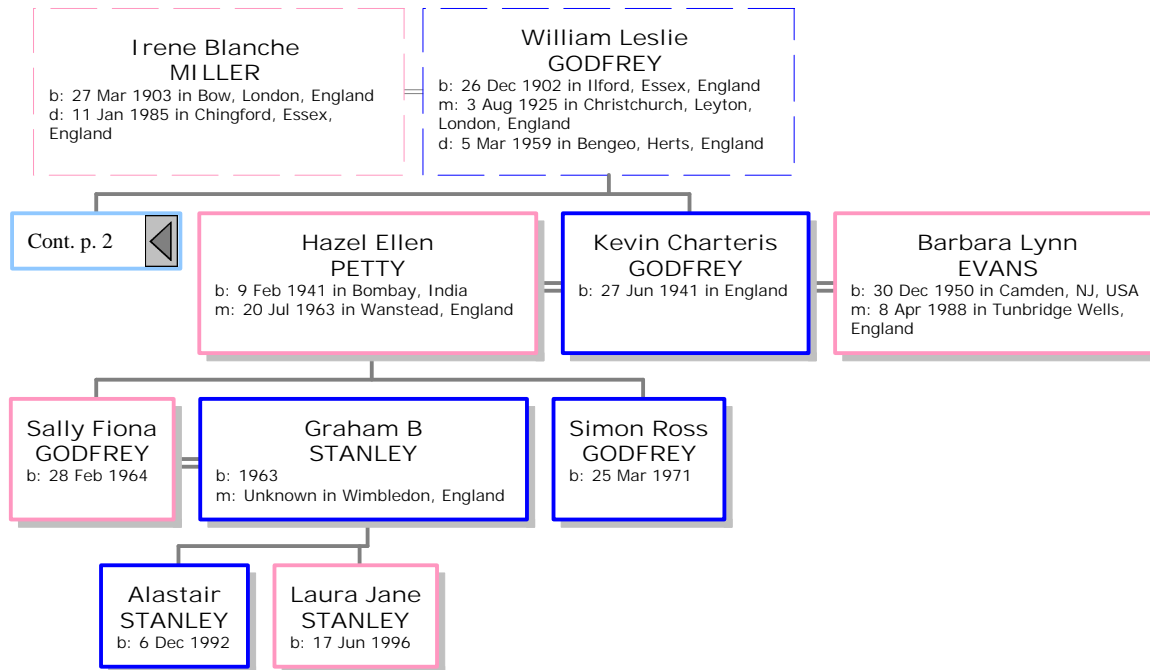 Irene Blanche
MILLER
b: 27 Mar 1903 in Bow, London, England
d: 11 Jan 1985 in Chingford, Essex,
England
William Leslie
GODFREY
b: 26 Dec 1902 in Ilford, Essex, England
m: 3 Aug 1925 in Christchurch, Leyton,
London, England
d: 5 Mar 1959 in Bengeo, Herts, England
Cont. p. 2
Hazel Ellen
PETTY
b: 9 Feb 1941 in Bombay, India
m: 20 Jul 1963 in Wanstead, England
Kevin Charteris
GODFREY
b: 27 Jun 1941 in England
Barbara Lynn
EVANS
b: 30 Dec 1950 in Camden, NJ, USA
m: 8 Apr 1988 in Tunbridge Wells,
England
Sally Fiona
GODFREY
b: 28 Feb 1964
Graham B
STANLEY
b: 1963
m: Unknown in Wimbledon, England
Simon Ross
GODFREY
b: 25 Mar 1971
Alastair
STANLEY
b: 6 Dec 1992
Laura Jane
STANLEY
b: 17 Jun 1996